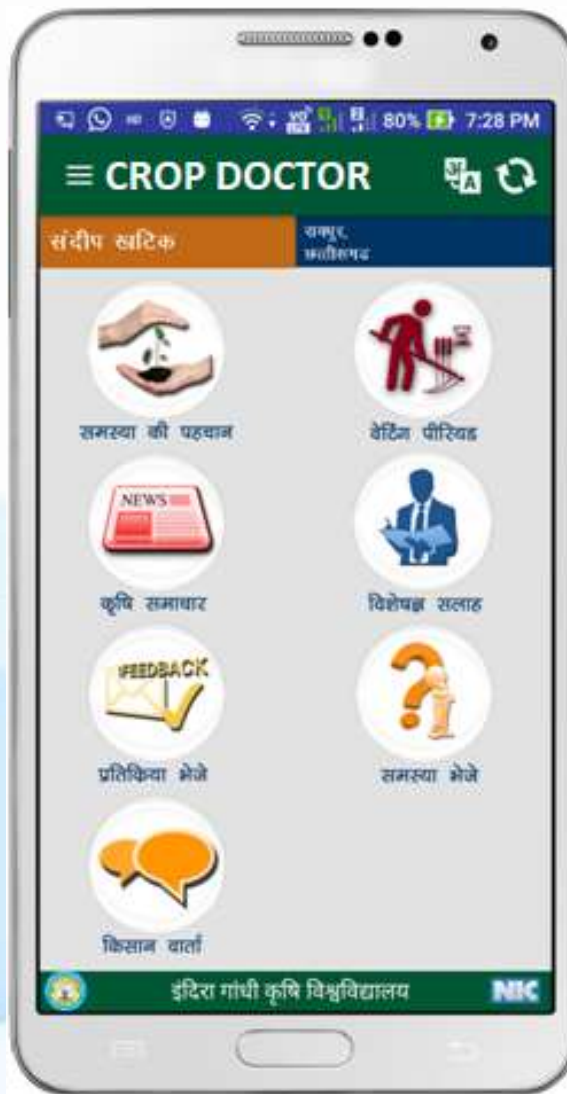 80% 7:28 PM
CROP DOCTOR
संदीप खटिक
रायपुर,
छत्तीसगढ
समस्या की पहचान
वेटिंग पीरियड
NEWS
कृषि समाचार
विशेषज्ञ सलाह
FEEDBACK
प्रतिकिया भेजे
समस्या भेजे
किसान वार्ता
इंदिरा गांधी कृषि विश्वविद्यालय
NIC